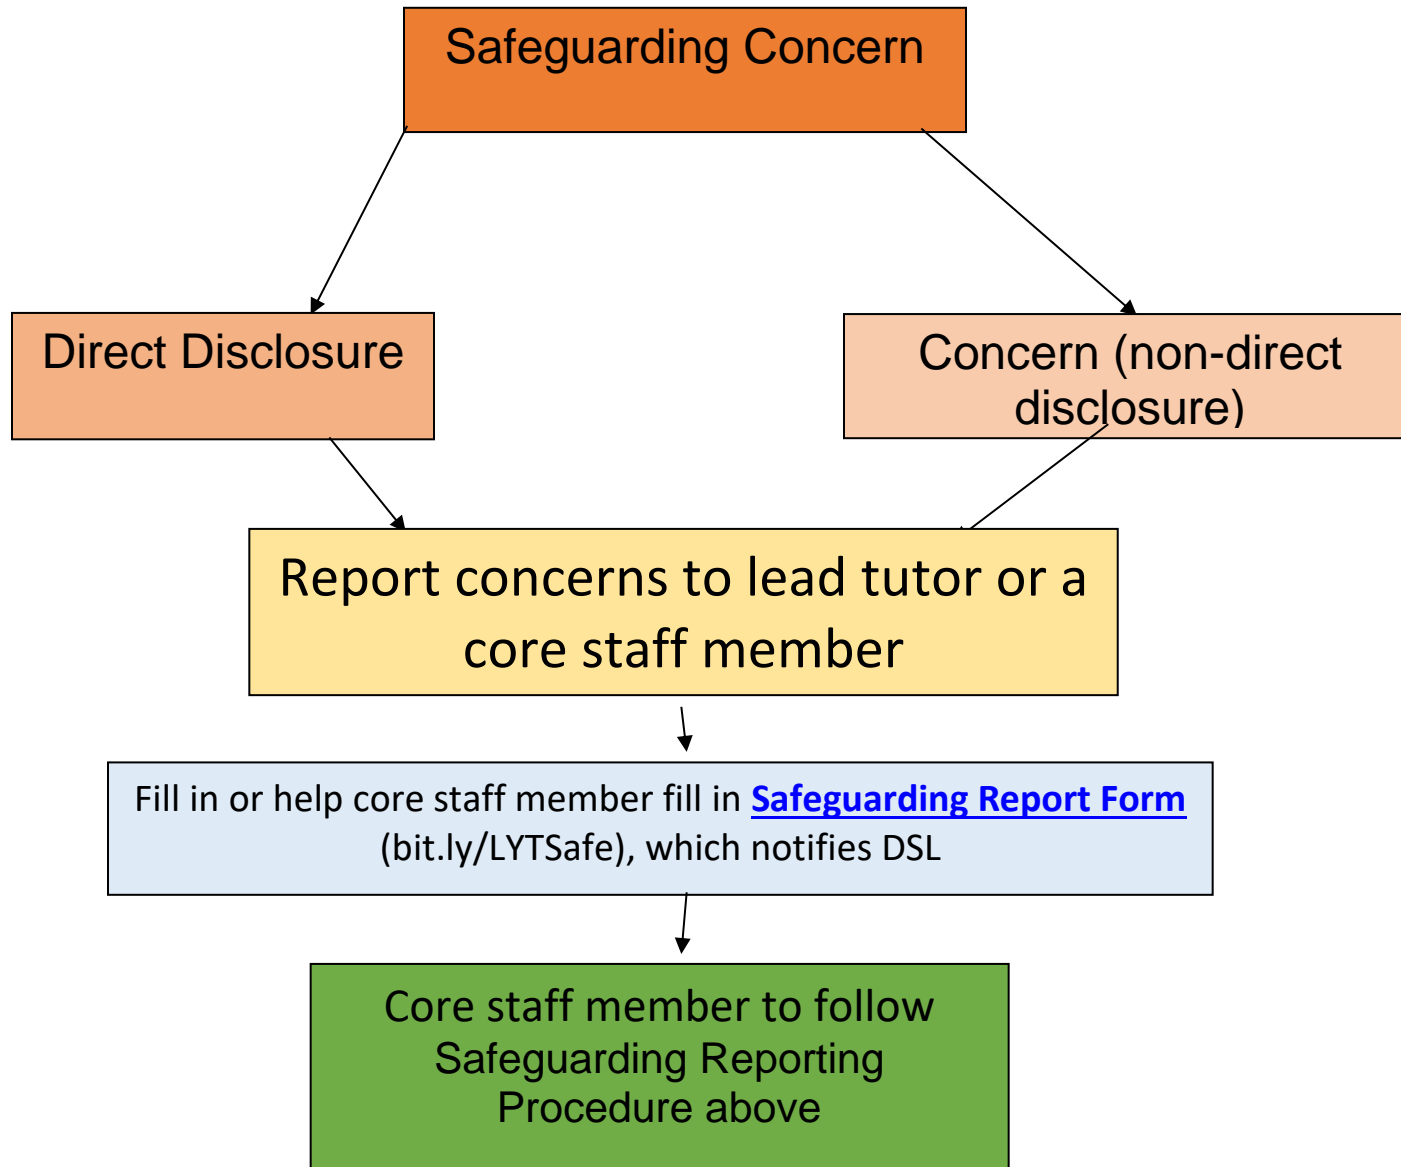 Safeguarding Concern
Direct Disclosure
Concern (non-direct
disclosure)
Report concerns to lead tutor or a
core staff member
Fill in or help core staff member fill in Safeguarding Report Form
(bit.ly/LYTSafe), which notifies DSL
Core staff member to follow
Safeguarding Reporting
Procedure above